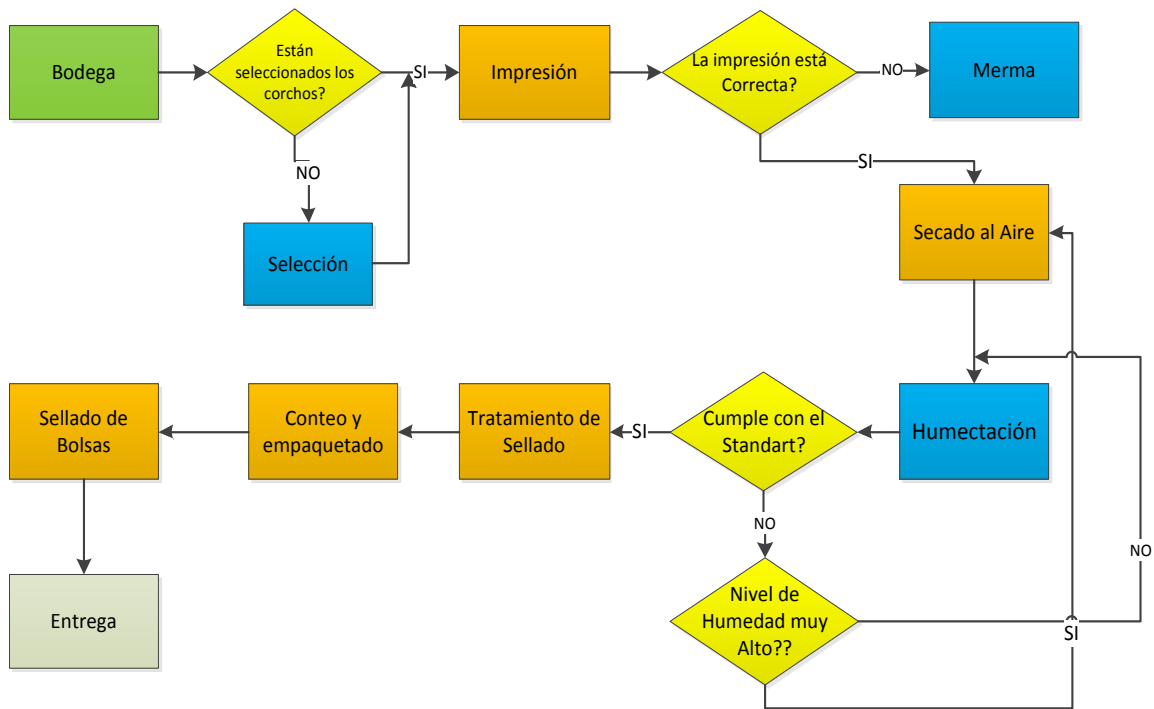 Bodega
Están
seleccionados los
corchos?
SI
Impresión
La impresión está
Correcta?
NO
Merma
NO
Selección
SI
Secado al Aire
Sellado de
Bolsas
Conteo y
empaquetado
Tratamiento de
Sellado
SI
Cumple con el
Standart?
Humectación
NO
NO
Entrega
Nivel de
Humedad muy
Alto??
SI